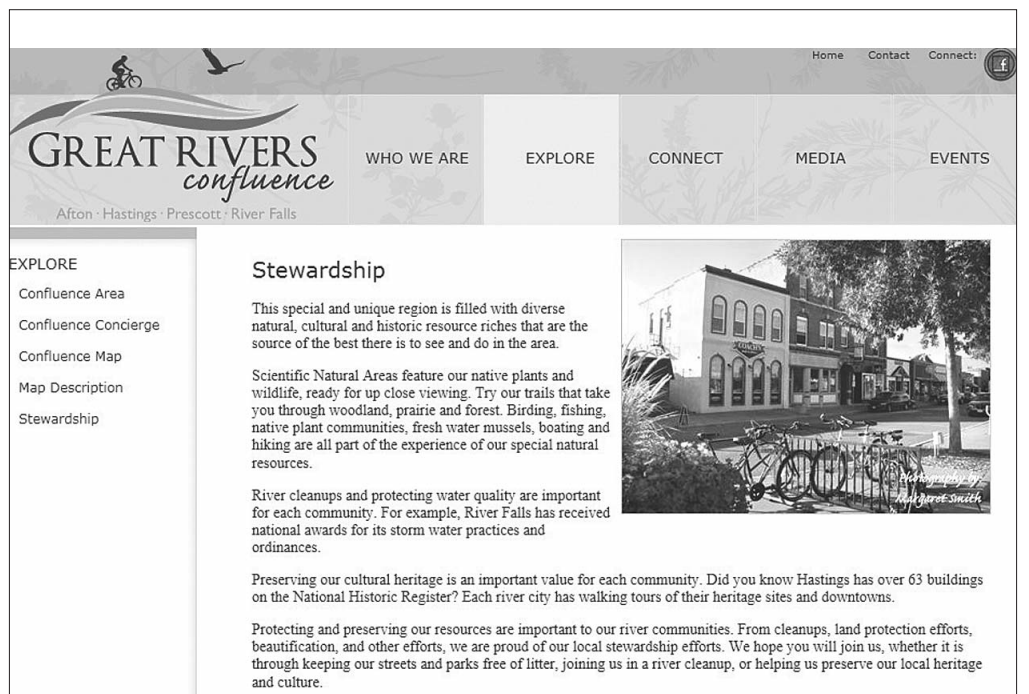 Home Contact Connect: f
GREAT RIVERS
confluence
Afton · Hastings · Prescott · River Falls
WHO WE ARE EXPLORE CONNECT MEDIA EVENTS
EXPLORE
Confluence Area
Confluence Concierge
Confluence Map
Map Description
Stewardship
Stewardship
This special and unique region is filled with diverse
natural, cultural and historic resource riches that are the
source of the best there is to see and do in the area.
Scientific Natural Areas feature our native plants and
wildlife, ready for up close viewing. Try our trails that take
you through woodland, prairie and forest. Birding, fishing,
native plant communities, fresh water mussels, boating and
hiking are all part of the experience of our special natural
resources.
River cleanups and protecting water quality are important
for each community. For example, River Falls has received
national awards for its storm water practices and
ordinances.
Photography by:
Margaret Smith
Preserving our cultural heritage is an important value for each community. Did you know Hastings has over 63 buildings
on the National Historic Register? Each river city has walking tours of their heritage sites and downtowns.
Protecting and preserving our resources are important to our river communities. From cleanups, land protection efforts,
beautification, and other efforts, we are proud of our local stewardship efforts. We hope you will join us, whether it is
through keeping our streets and parks free of litter, joining us in a river cleanup, or helping us preserve our local heritage
and culture.